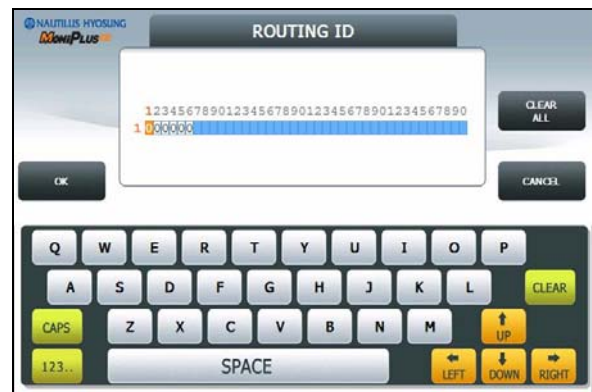 NAUTILUS HYOSUNG
MoniPlus
ROUTING ID
1234567890123456789012345678901234567890
1 000000
CLEAR ALL
OK
CANCEL
Q W E R T Y U I O P
A S D F G H J K L CLEAR
CAPS Z X C V B N M UP
123.. SPACE LEFT DOWN RIGHT